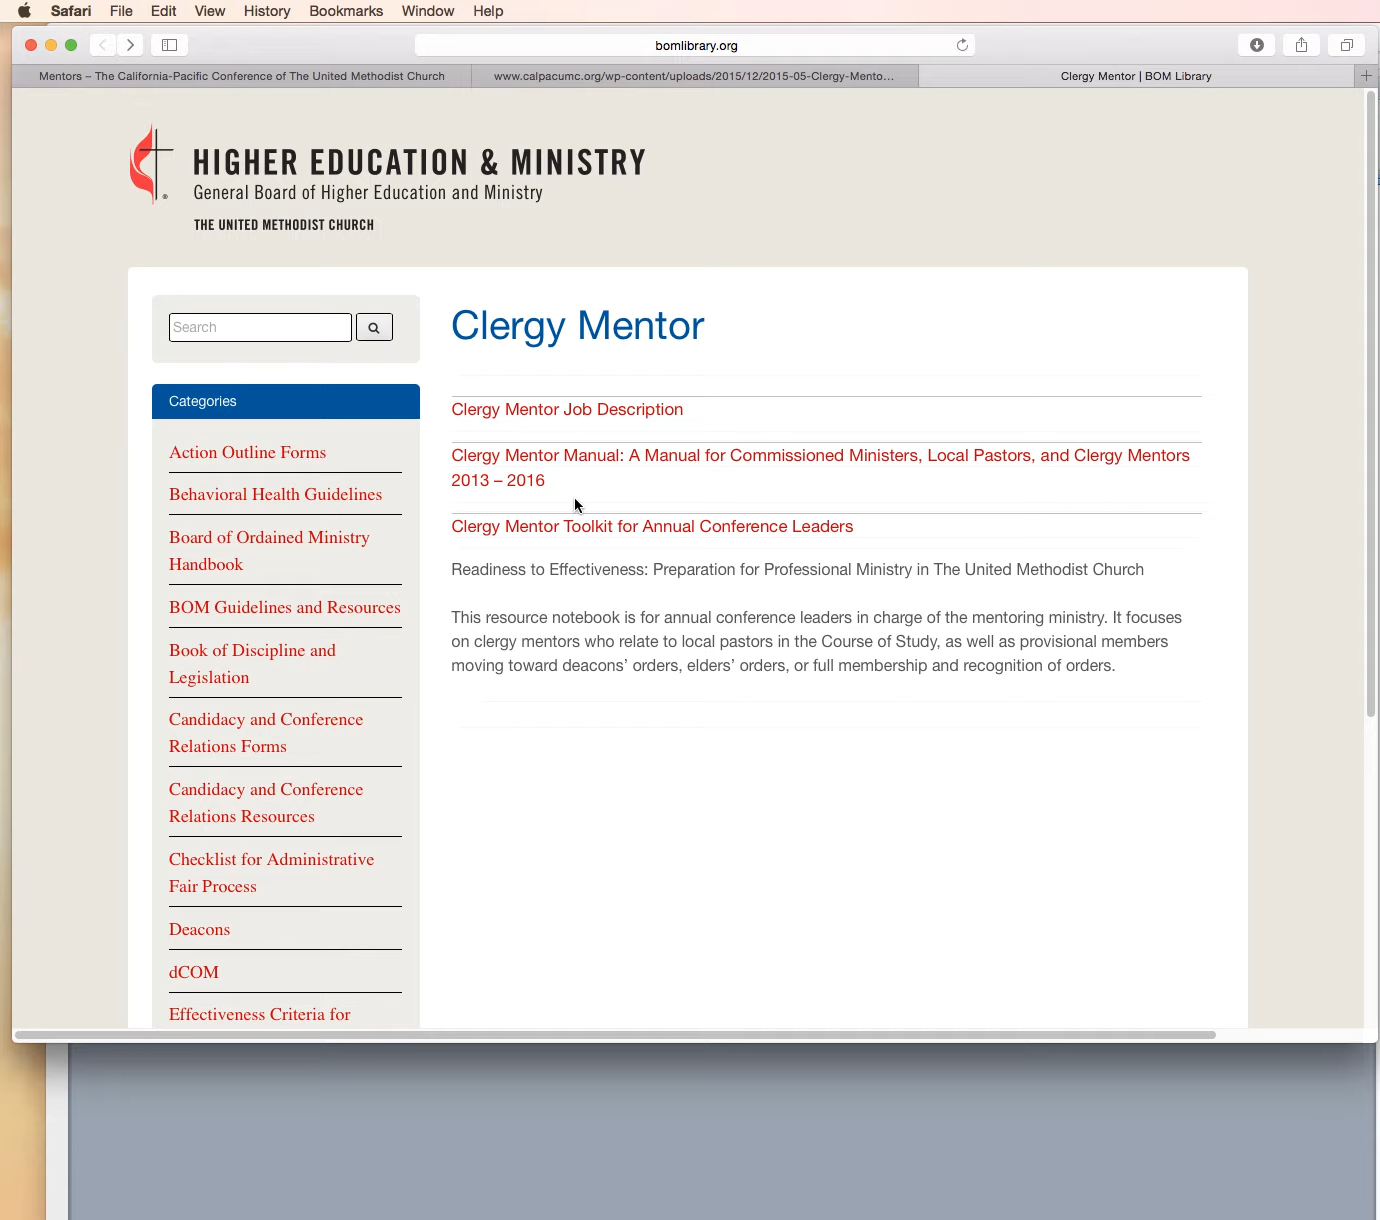 Safari File Edit View History Bookmarks Window Help
bomlibrary.org
Mentors – The California-Pacific Conference of The United Methodist Church
www.calpacumc.org/wp-content/uploads/2015/12/2015-05-Clergy-Mento...
Clergy Mentor | BOM Library
HIGHER EDUCATION & MINISTRY
General Board of Higher Education and Ministry
THE UNITED METHODIST CHURCH
Search
Categories
Action Outline Forms
Behavioral Health Guidelines
Board of Ordained Ministry
Handbook
BOM Guidelines and Resources
Book of Discipline and
Legislation
Candidacy and Conference
Relations Forms
Candidacy and Conference
Relations Resources
Checklist for Administrative
Fair Process
Deacons
dCOM
Effectiveness Criteria for
Clergy Mentor
Clergy Mentor Job Description
Clergy Mentor Manual: A Manual for Commissioned Ministers, Local Pastors, and Clergy Mentors
2013 – 2016
Clergy Mentor Toolkit for Annual Conference Leaders
Readiness to Effectiveness: Preparation for Professional Ministry in The United Methodist Church
This resource notebook is for annual conference leaders in charge of the mentoring ministry. It focuses
on clergy mentors who relate to local pastors in the Course of Study, as well as provisional members
moving toward deacons’ orders, elders’ orders, or full membership and recognition of orders.